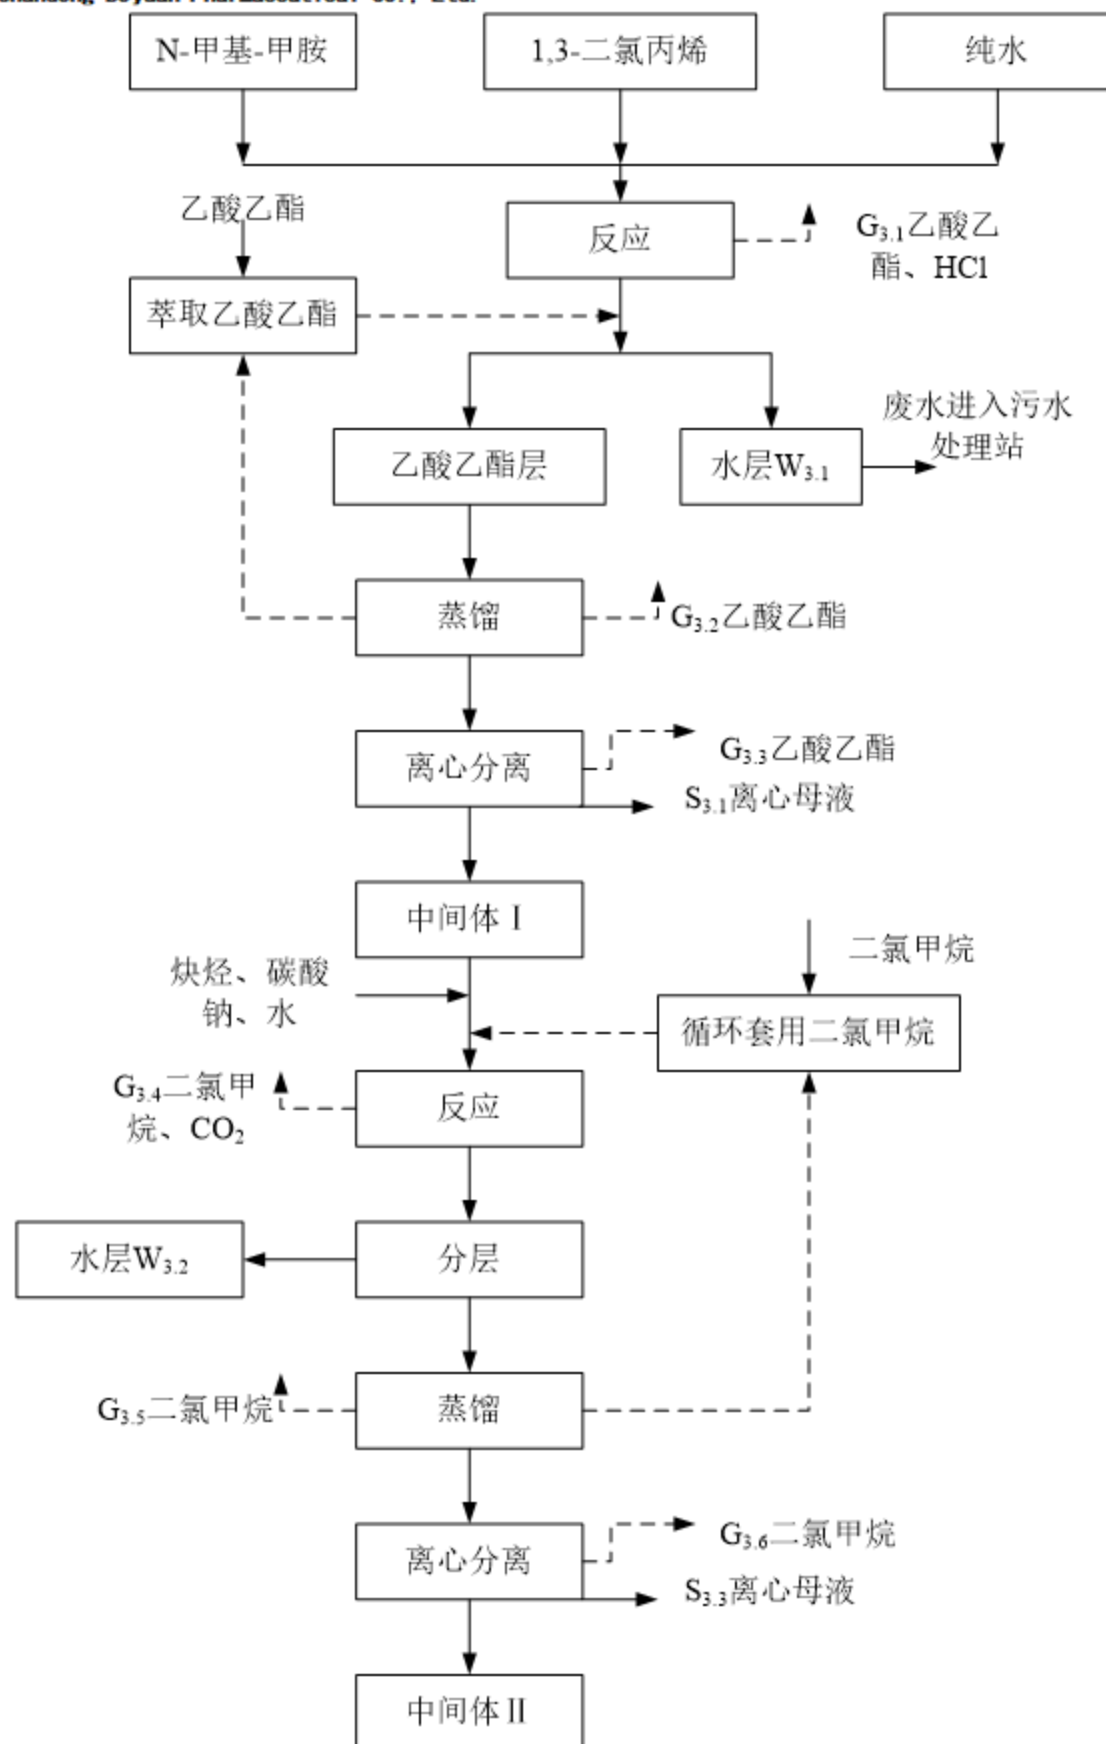 N-甲基-甲胺
1,3-二氯丙烯
纯水
乙酸乙酯
反应
G3.1乙酸乙
酯、HCl
萃取乙酸乙酯
废水进入污水
处理站
乙酸乙酯层
水层W3.1
蒸馏
G3.2乙酸乙酯
离心分离
G3.3乙酸乙酯
S3.1离心母液
中间体Ⅰ
二氯甲烷
炔烃、碳酸
钠、水
循环套用二氯甲烷
G3.4二氯甲
烷、CO2
反应
水层W3.2
分层
G3.5二氯甲烷
蒸馏
离心分离
G3.6二氯甲烷
S3.3离心母液
中间体Ⅱ